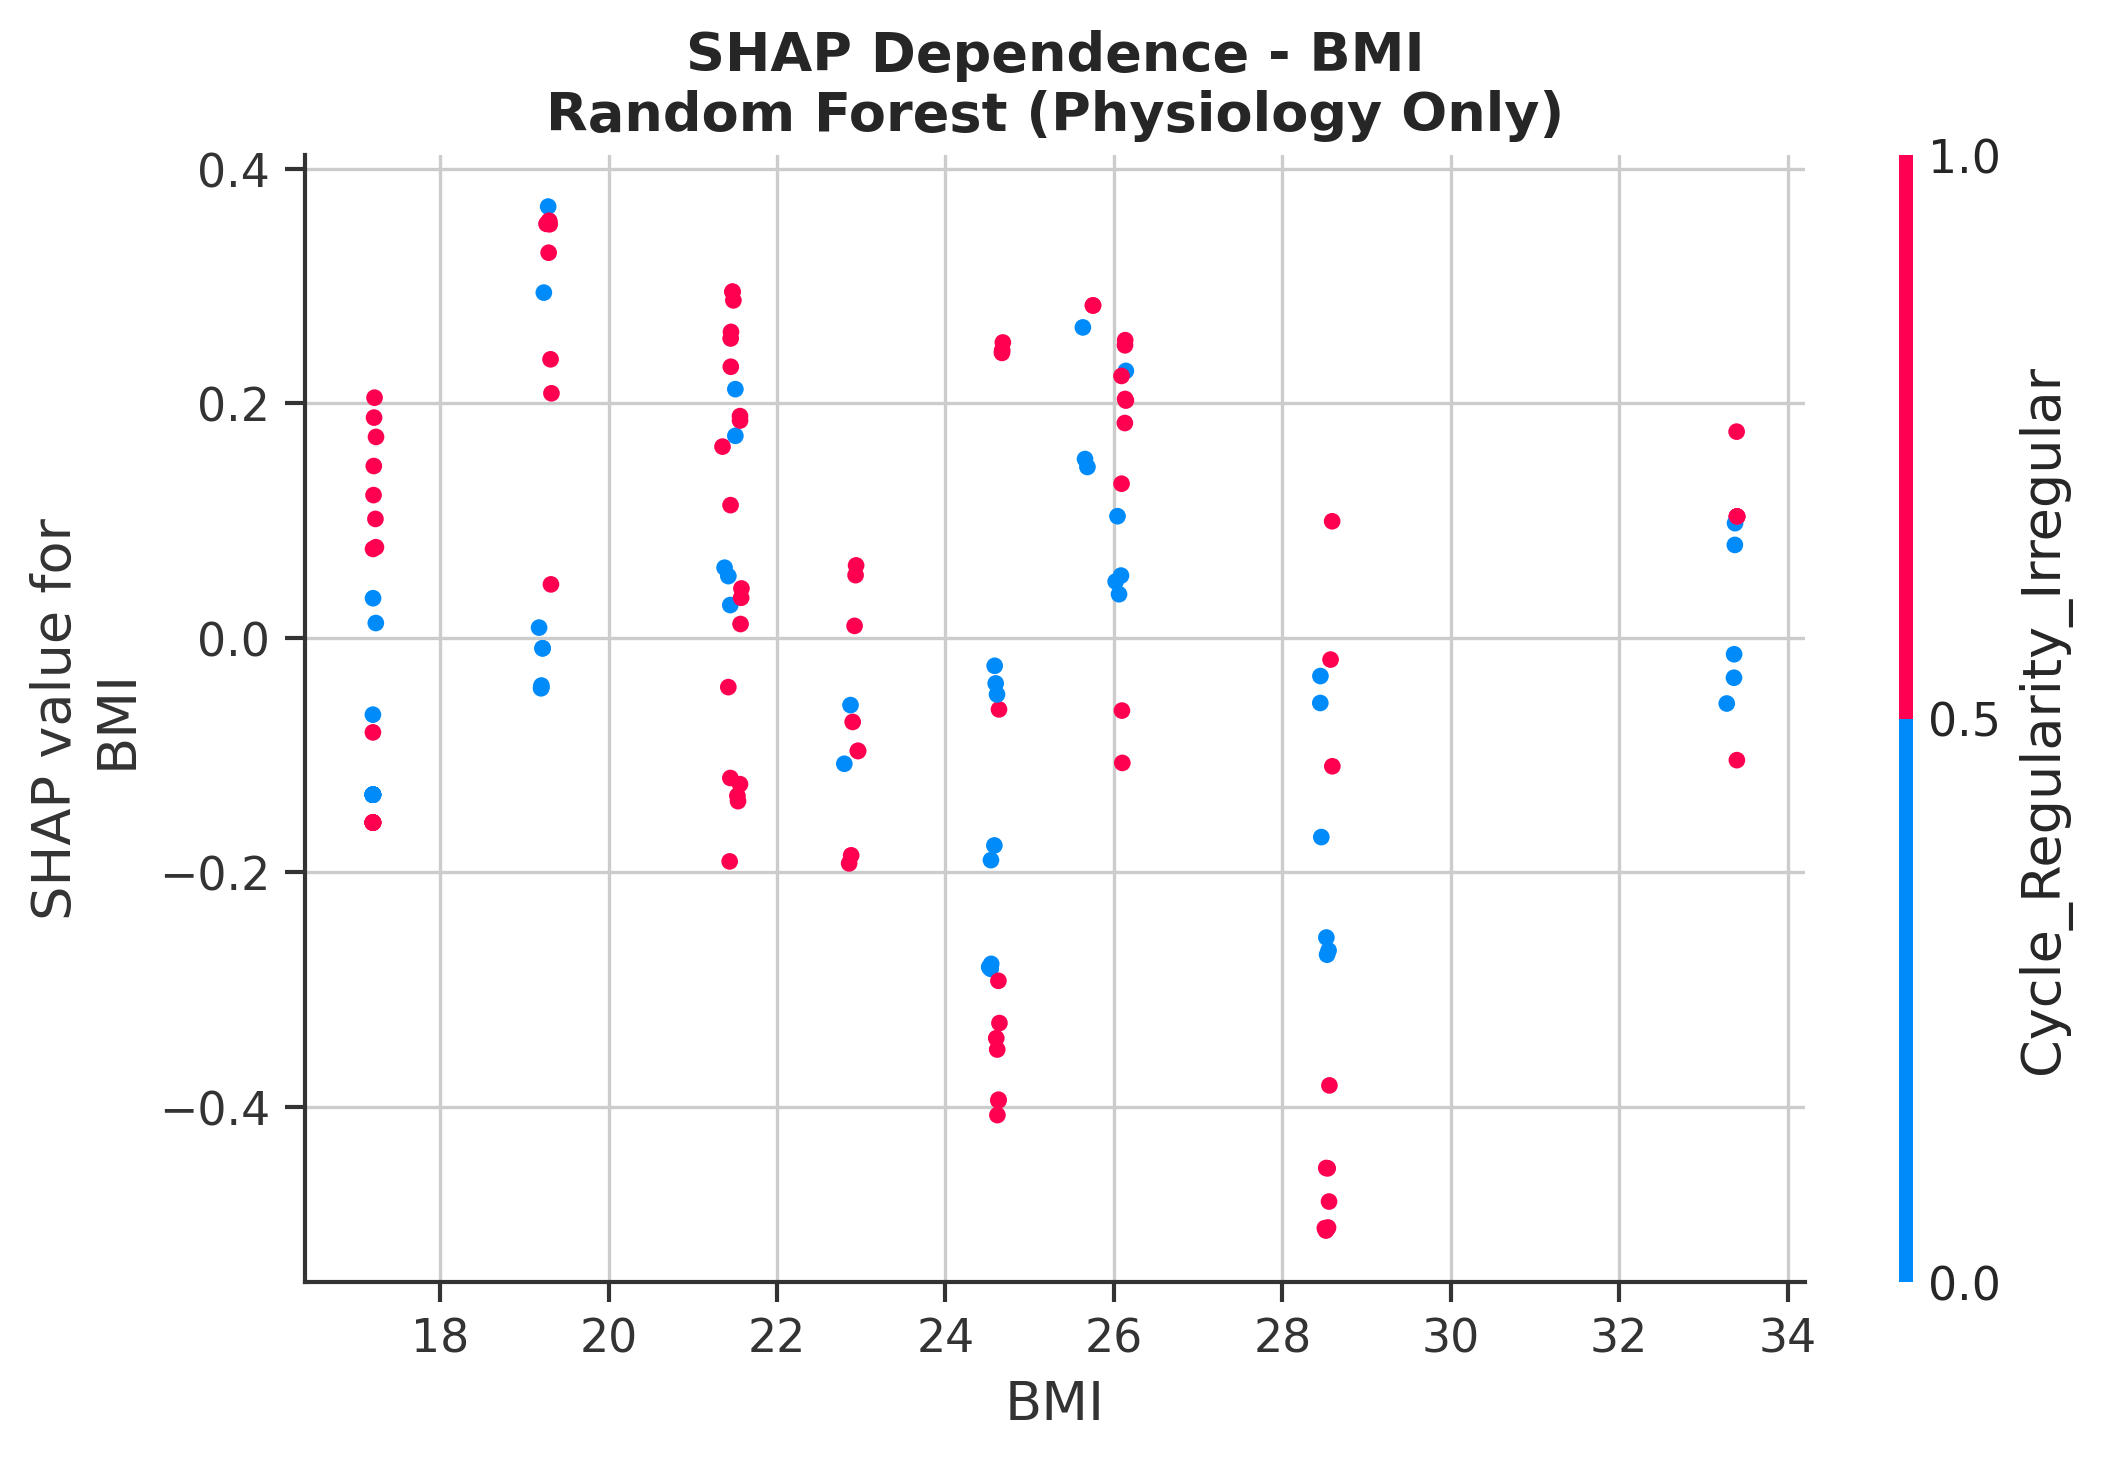 SHAP Dependence - BMI
Random Forest (Physiology Only)
SHAP value for
BMI
0.4
0.2
0.0
−0.2
−0.4
18 20 22 24 26 28 30 32 34
BMI
1.0
0.5
0.0
Cycle_Regularity_Irregular